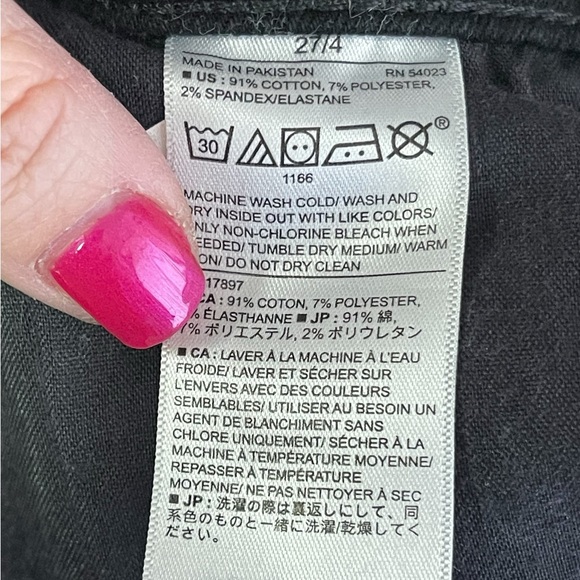 27/4
MADE IN PAKISTAN RN 54023
■ US : 91% COTTON, 7% POLYESTER,
2% SPANDEX/ELASTANE
30 ®
1166
MACHINE WASH COLD/ WASH AND
DRY INSIDE OUT WITH LIKE COLORS/
ONLY NON-CHLORINE BLEACH WHEN
NEEDED/ TUMBLE DRY MEDIUM/ WARM
IRON/ DO NOT DRY CLEAN
17897
CA : 91% COTON, 7% POLYESTER,
% ÉLASTHANNE ■ JP : 91% 綿,
7% ポリエステル, 2% ポリウレタン
■ CA : LAVER À LA MACHINE À L'EAU
FROIDE/ LAVER ET SÉCHER SUR
L'ENVERS AVEC DES COULEURS
SEMBLABLES/ UTILISER AU BESOIN UN
AGENT DE BLANCHIMENT SANS
CHLORE UNIQUEMENT/ SÉCHER À LA
MACHINE À TEMPÉRATURE MOYENNE/
REPASSER À TEMPÉRATURE
MOYENNE/ NE PAS NETTOYER À SEC
■ JP : 洗濯の際は裏返しにして、同
系色のものと一緒に洗濯/乾燥してく
ださい。